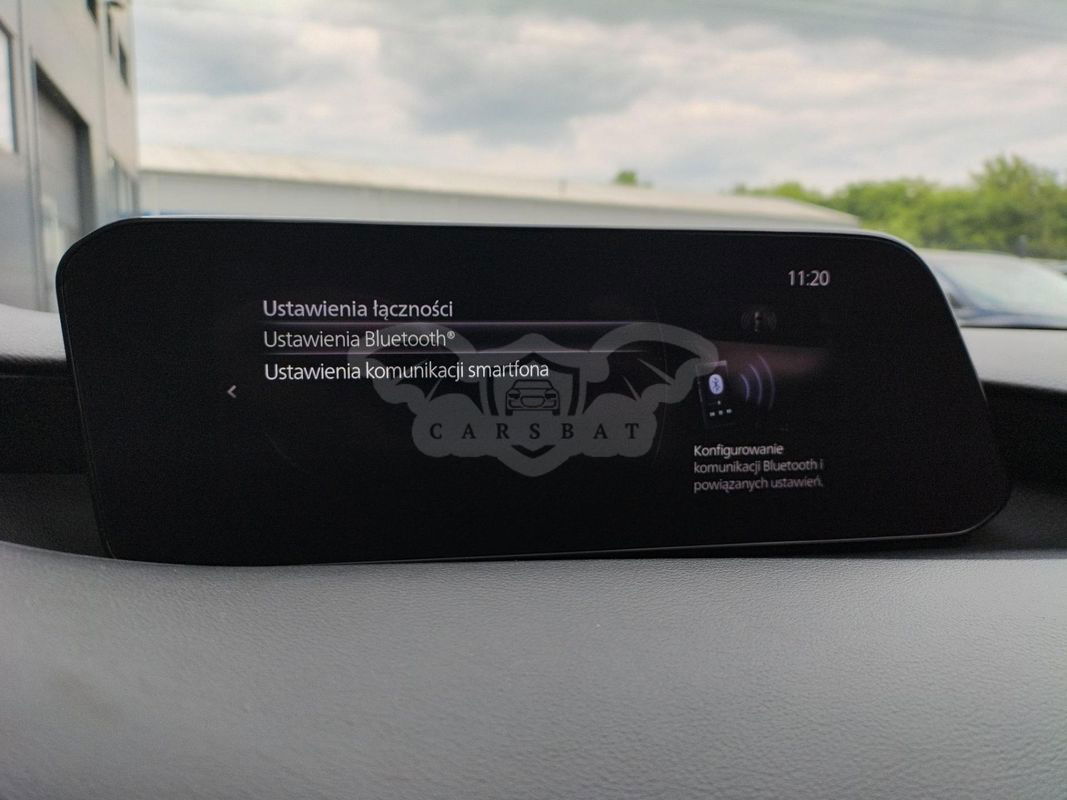 11:20
Ustawienia łączności
Ustawienia Bluetooth®
Ustawienia komunikacji smartfona
CARSBAT
Konfigurowanie
komunikacji Bluetooth i
powiązanych ustawień.